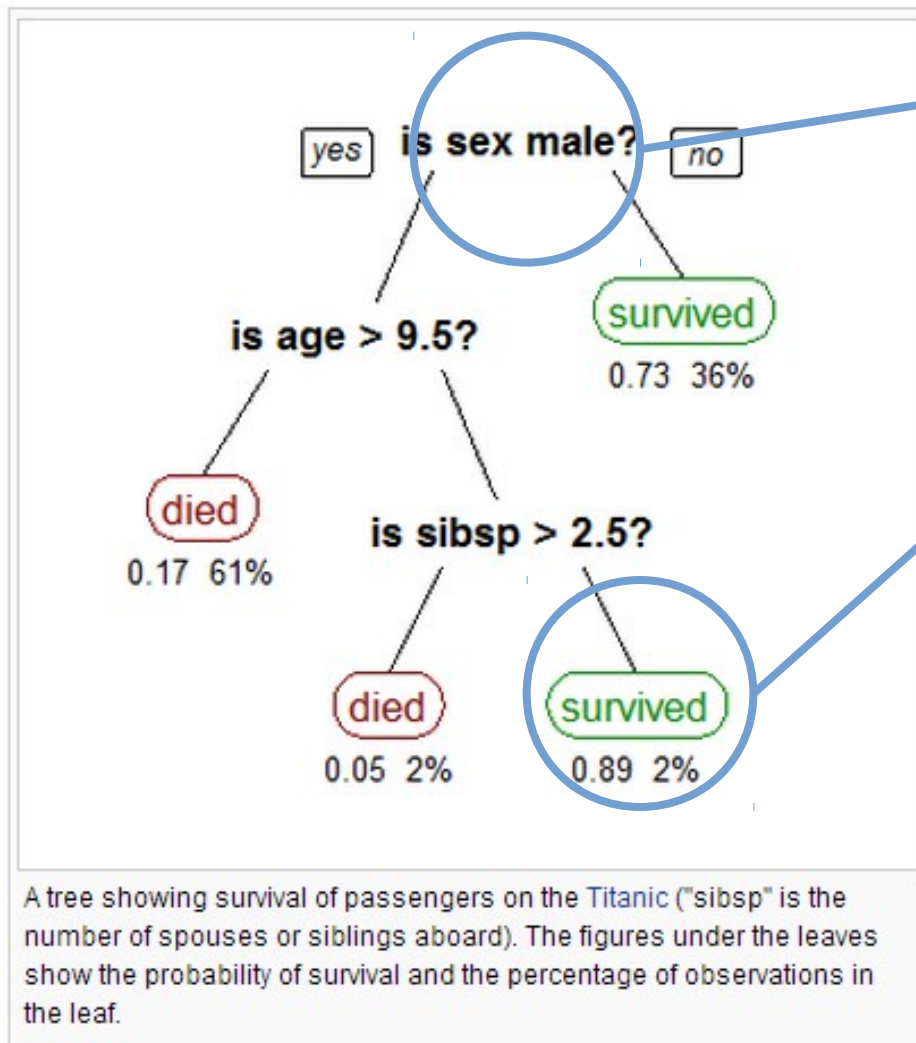 yes is sex male? no
survived
0.73 36%
is age > 9.5?
died
0.17 61%
is sibsp > 2.5?
died survived
0.05 2% 0.89 2%
A tree showing survival of passengers on the Titanic ("sibsp" is the
number of spouses or siblings aboard). The figures under the leaves
show the probability of survival and the percentage of observations in
the leaf.